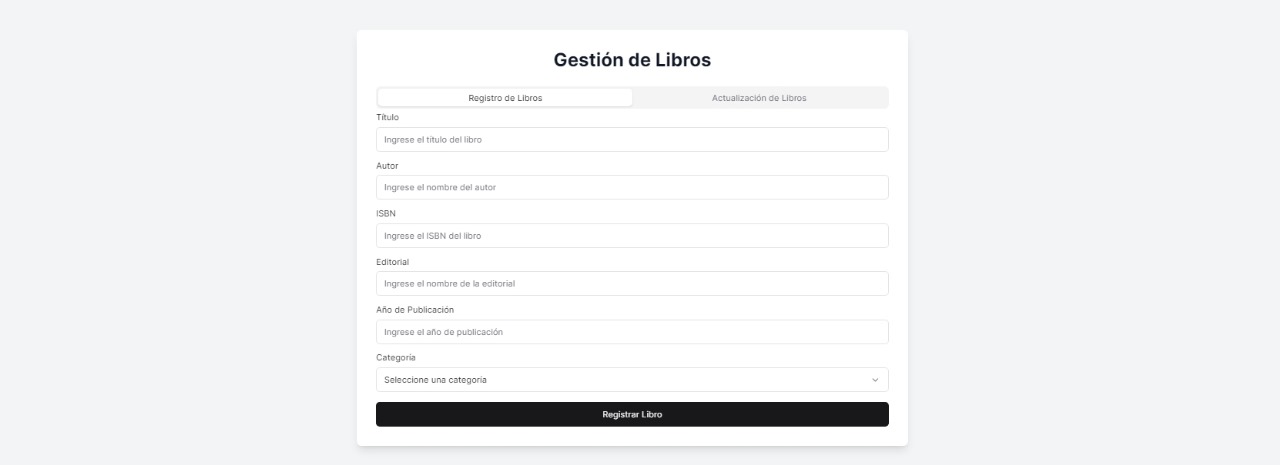 Gestión de Libros
Registro de Libros
Actualización de Libros
Título
Ingrese el título del libro
Autor
Ingrese el nombre del autor
ISBN
Ingrese el ISBN del libro
Editorial
Ingrese el nombre de la editorial
Año de Publicación
Ingrese el año de publicación
Categoría
Seleccione una categoría
Registrar Libro